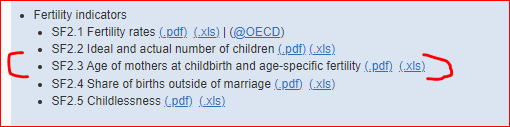 Fertility indicators
SF2.1 Fertility rates (.pdf) (.xls) | (@OECD)
SF2.2 Ideal and actual number of children (.pdf) (.xls)
SF2.3 Age of mothers at childbirth and age-specific fertility (.pdf) (.xls)
SF2.4 Share of births outside of marriage (.pdf) (.xls)
SF2.5 Childlessness (.pdf) (.xls)